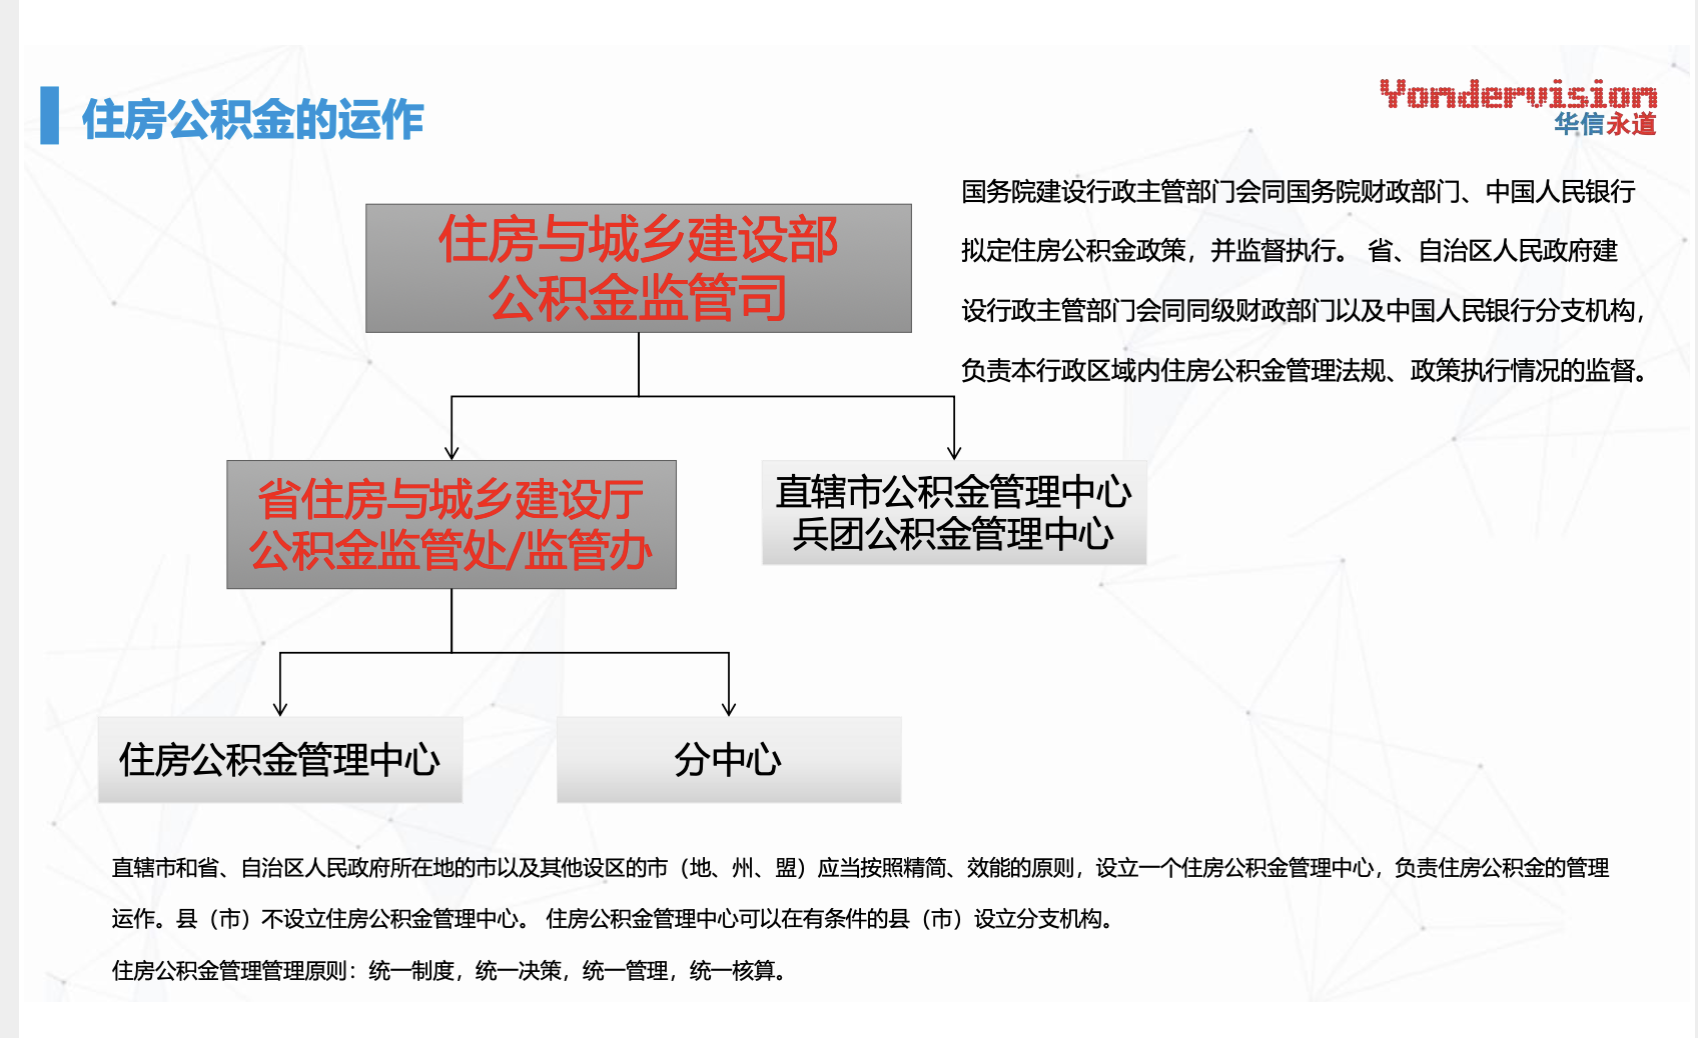 住房公积金的运作
Yondervision
华信永道
国务院建设行政主管部门会同国务院财政部门、中国人民银行
拟定住房公积金政策，并监督执行。 省、自治区人民政府建
设行政主管部门会同同级财政部门以及中国人民银行分支机构，
负责本行政区域内住房公积金管理法规、政策执行情况的监督。
住房与城乡建设部
公积金监管司
省住房与城乡建设厅
公积金监管处/监管办
直辖市公积金管理中心
兵团公积金管理中心
住房公积金管理中心
分中心
直辖市和省、自治区人民政府所在地的市以及其他设区的市（地、州、盟）应当按照精简、效能的原则，设立一个住房公积金管理中心，负责住房公积金的管理
运作。县（市）不设立住房公积金管理中心。 住房公积金管理中心可以在有条件的县（市）设立分支机构。
住房公积金管理管理原则：统一制度，统一决策，统一管理，统一核算。